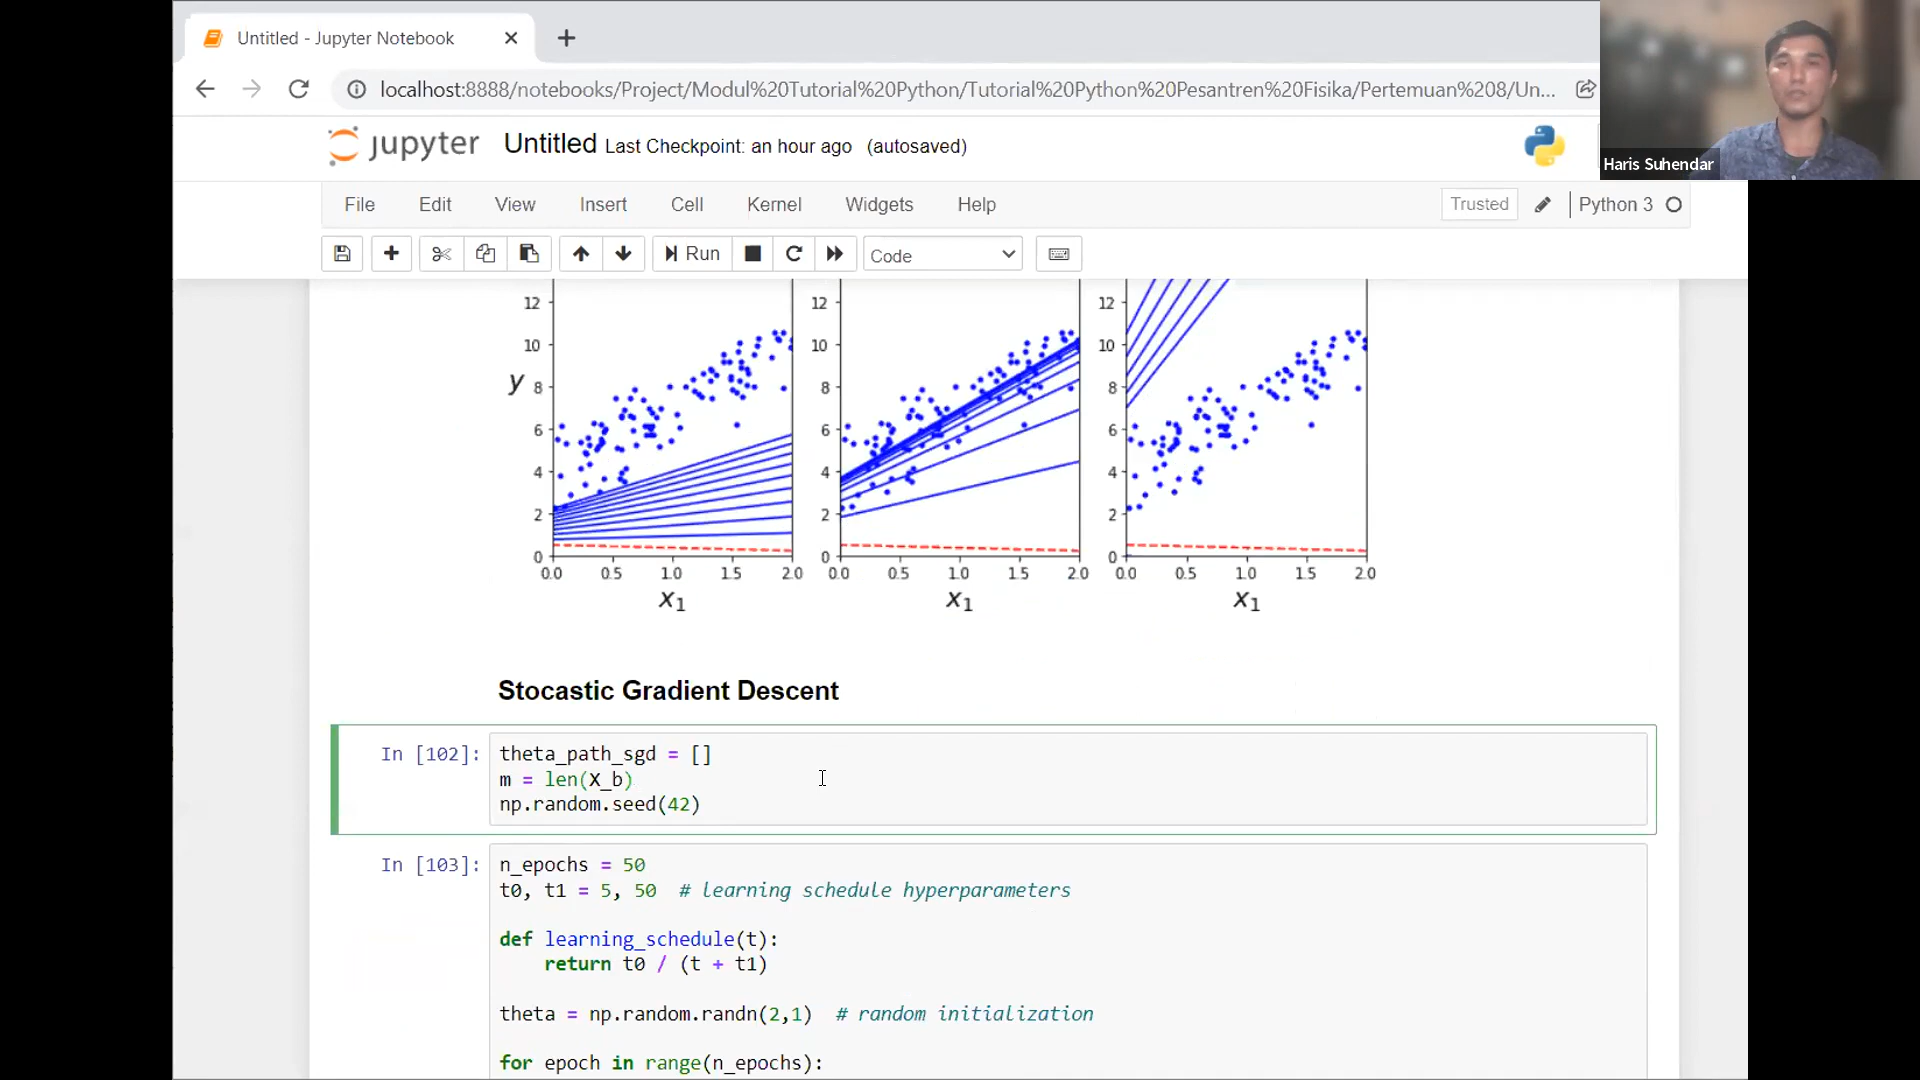 Untitled - Jupyter Notebook
localhost:8888/notebooks/Project/Modul%20Tutorial%20Python/Tutorial%20Python%20Pesantren%20Fisika/Pertemuan%208/Un...
Haris Suhendar
jupyter Untitled Last Checkpoint: an hour ago (autosaved)
File Edit View Insert Cell Kernel Widgets Help Trusted Python 3
Run Code
12 12 12
10 10 10
y 8 8 8
6 6 6
4 4 4
2 2 2
0 0 0
0.0 0.5 1.0 1.5 2.0 0.0 0.5 1.0 1.5 2.0 0.0 0.5 1.0 1.5 2.0
x₁ x₁ x₁
Stocastic Gradient Descent
In [102]: theta_path_sgd = []
m = len(X_b)
np.random.seed(42)
In [103]: n_epochs = 50
t0, t1 = 5, 50  # learning schedule hyperparameters
def learning_schedule(t):
    return t0 / (t + t1)
theta = np.random.randn(2,1)  # random initialization
for epoch in range(n_epochs):